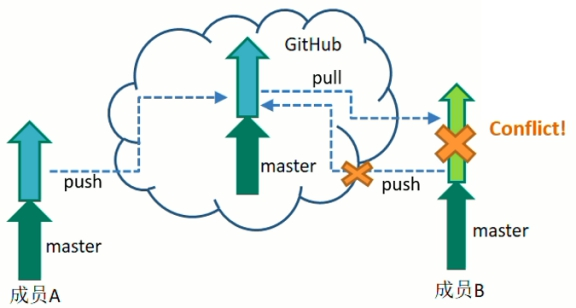 GitHub
pull
Conflict!
master
push
push
master
master
成员A
成员B